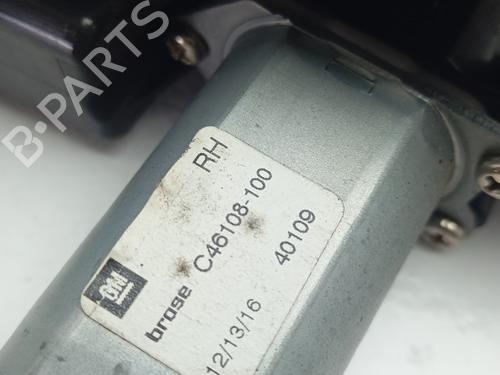 B-PARTS
RH
GM
brose C46108-100
12/13/16 40109